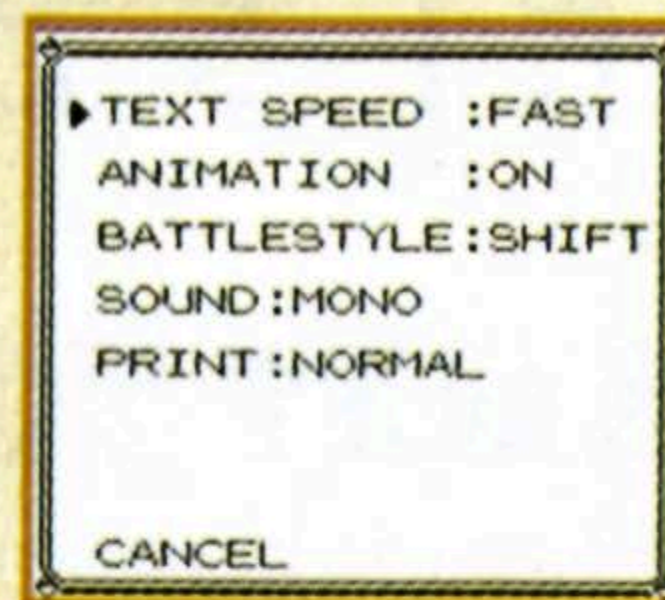 ▶TEXT SPEED :FAST
ANIMATION :ON
BATTLESTYLE:SHIFT
SOUND:MONO
PRINT:NORMAL
CANCEL